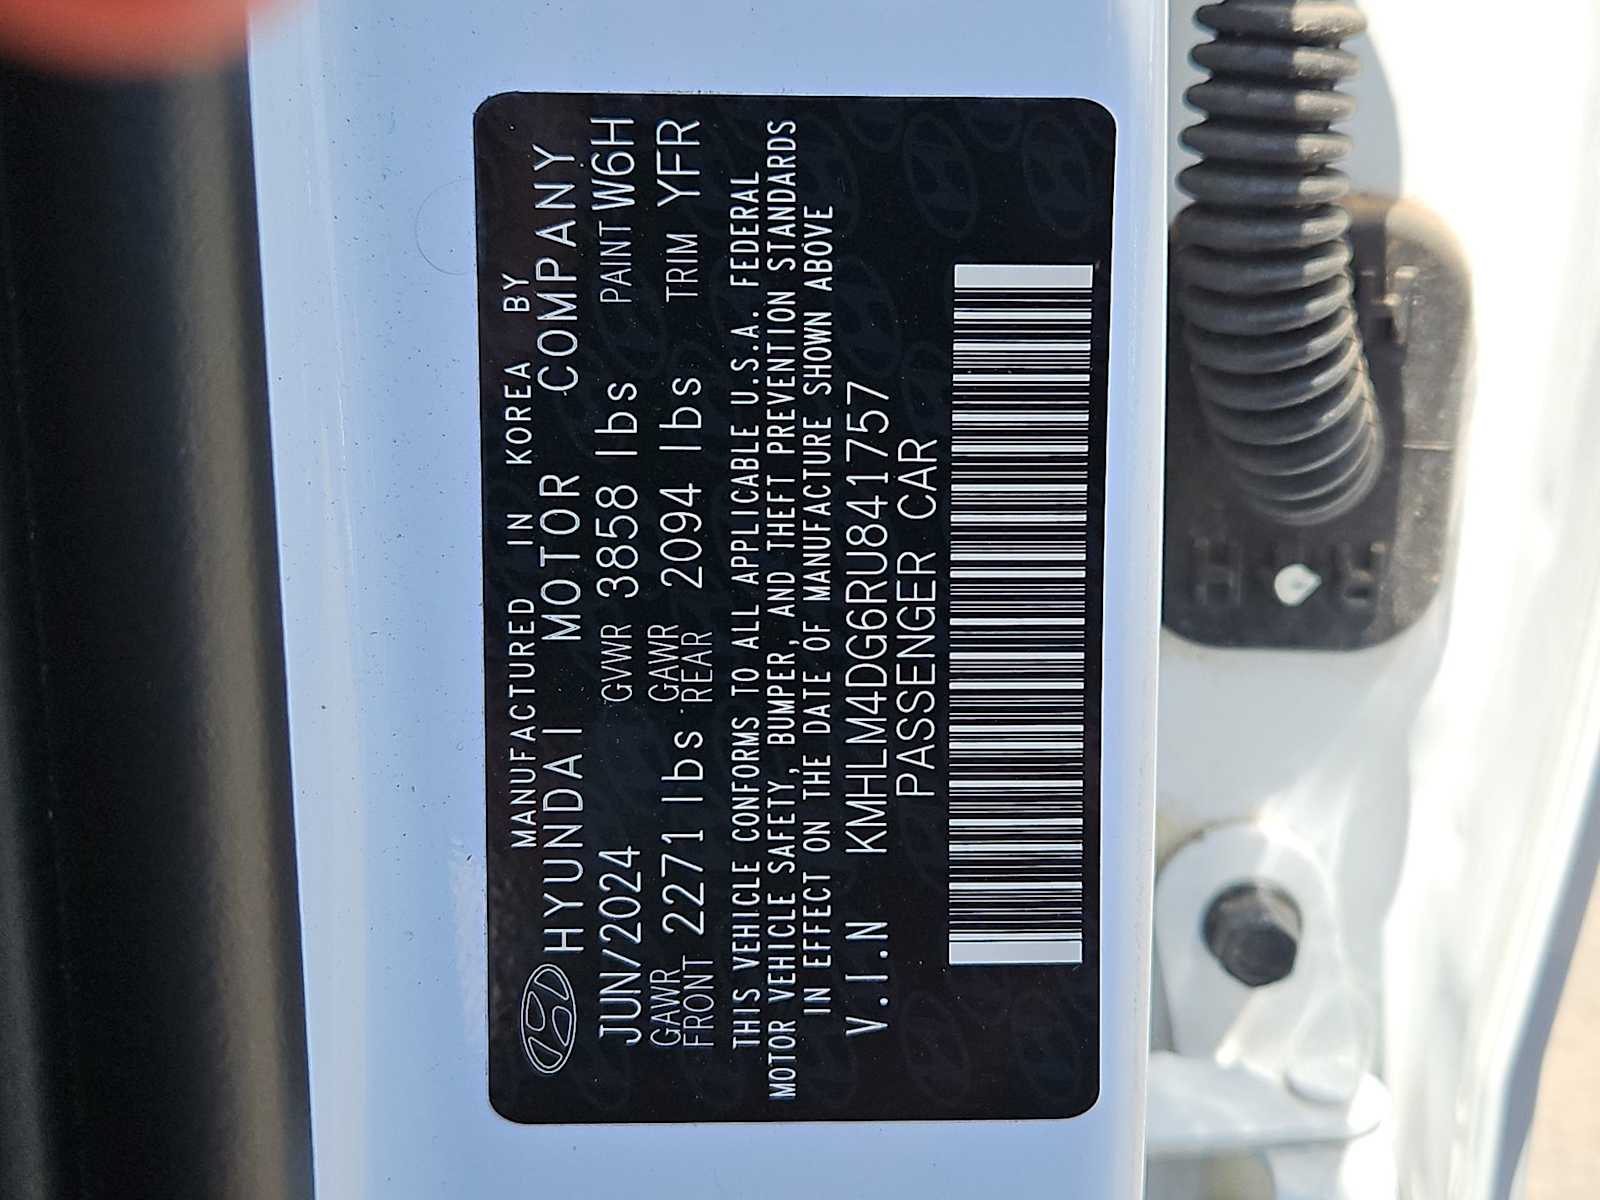 MANUFACTURED IN KOREA BY
HYUNDAI MOTOR COMPANY
JUN/2024 GVWR 3858 lbs PAINT W6H
GAWR FRONT 2271 lbs GAWR REAR 2094 lbs TRIM YFR
THIS VEHICLE CONFORMS TO ALL APPLICABLE U.S.A. FEDERAL
MOTOR VEHICLE SAFETY, BUMPER, AND THEFT PREVENTION STANDARDS
IN EFFECT ON THE DATE OF MANUFACTURE SHOWN ABOVE
V.I.N KMHLM4DG6RU841757
PASSENGER CAR